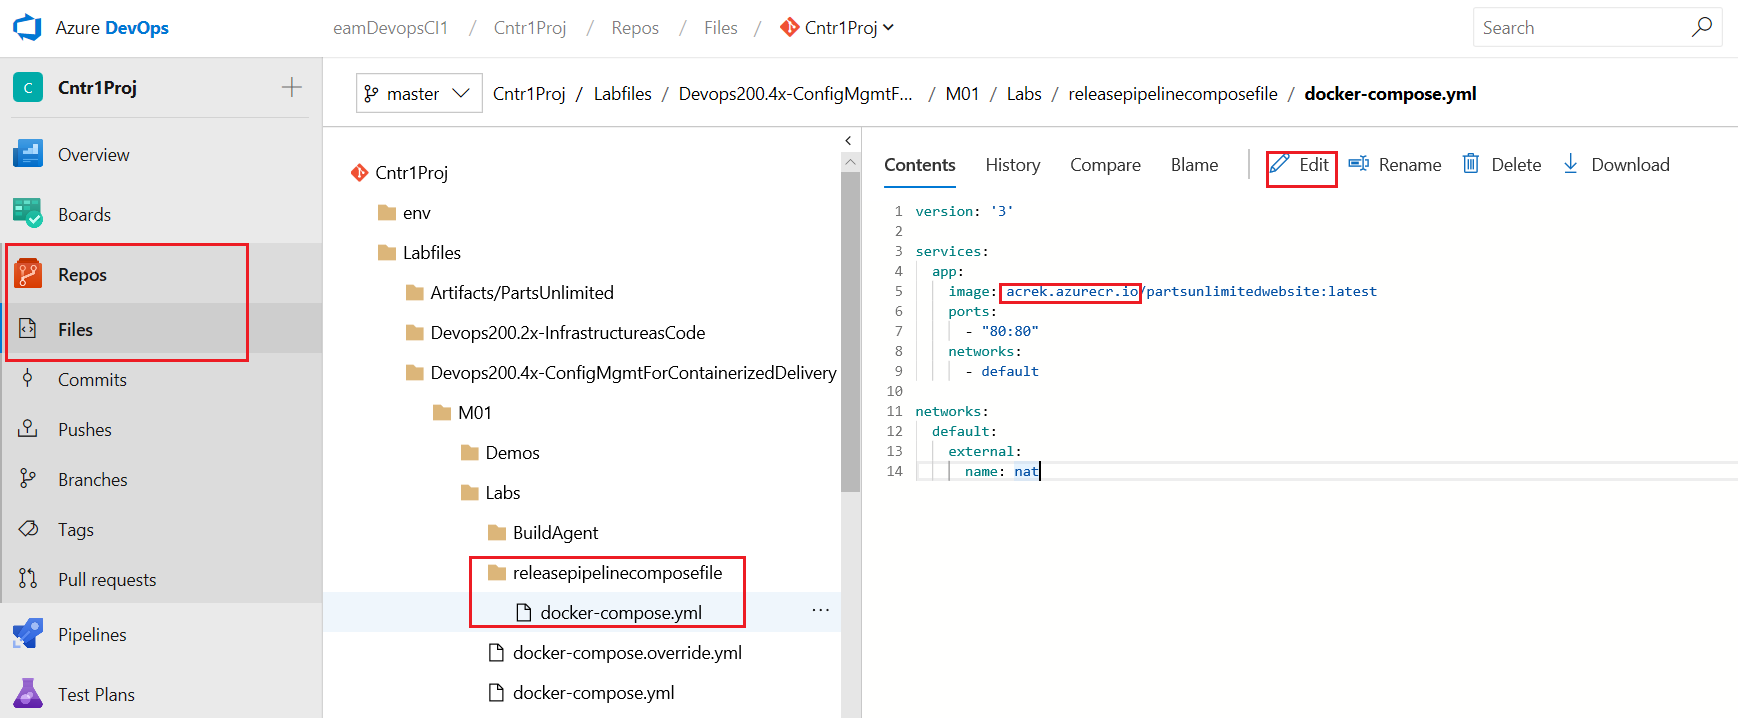 Azure DevOps
eamDevopsCI1 / Cntr1Proj / Repos / Files / Cntr1Proj
Search
C Cntr1Proj
Overview
Boards
Repos
Files
Commits
Pushes
Branches
Tags
Pull requests
Pipelines
Test Plans
master
Cntr1Proj / Labfiles / Devops200.4x-ConfigMgmtF... / M01 / Labs / releasepipelinecomposefile / docker-compose.yml
Cntr1Proj
env
Labfiles
Artifacts/PartsUnlimited
Devops200.2x-InfrastructureasCode
Devops200.4x-ConfigMgmtForContainerizedDelivery
M01
Demos
Labs
BuildAgent
releasepipelinecomposefile
docker-compose.yml ...
docker-compose.override.yml
docker-compose.yml
Contents History Compare Blame Edit Rename Delete Download
1 version: '3'
2
3 services:
4 app:
5 image: acrek.azurecr.io/partsunlimitedwebsite:latest
6 ports:
7 - "80:80"
8 networks:
9 - default
10
11 networks:
12 default:
13 external:
14 name: nat